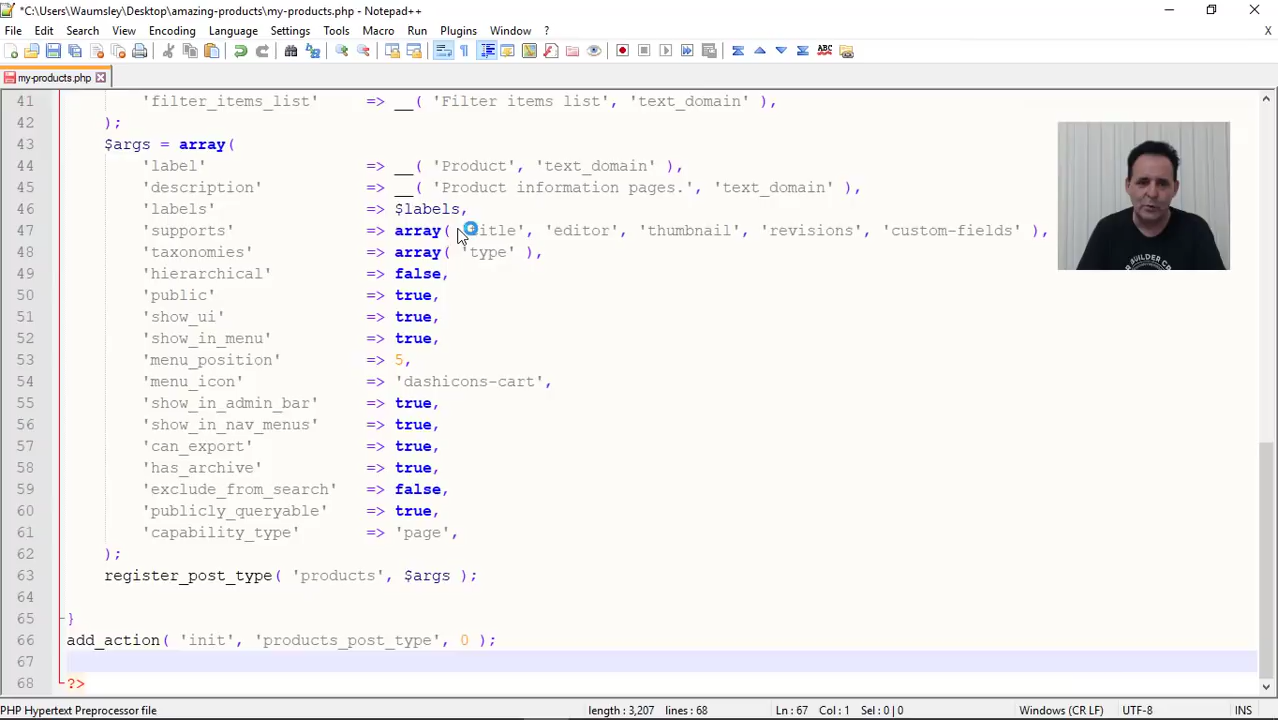 *C:\Users\Waumsley\Desktop\amazing-products\my-products.php - Notepad++
File Edit Search View Encoding Language Settings Tools Macro Run Plugins Window ?
X
my-products.php
41 'filter_items_list' => __( 'Filter items list', 'text_domain' ),
42 );
43 $args = array(
44 'label' => __( 'Product', 'text_domain' ),
45 'description' => __( 'Product information pages.', 'text_domain' ),
46 'labels' => $labels,
47 'supports' => array( 'title', 'editor', 'thumbnail', 'revisions', 'custom-fields' ),
48 'taxonomies' => array( 'type' ),
49 'hierarchical' => false,
50 'public' => true,
51 'show_ui' => true,
52 'show_in_menu' => true,
53 'menu_position' => 5,
54 'menu_icon' => 'dashicons-cart',
55 'show_in_admin_bar' => true,
56 'show_in_nav_menus' => true,
57 'can_export' => true,
58 'has_archive' => true,
59 'exclude_from_search' => false,
60 'publicly_queryable' => true,
61 'capability_type' => 'page',
62 );
63 register_post_type( 'products', $args );
64
65 }
66 add_action( 'init', 'products_post_type', 0 );
67
68 ?>
PHP Hypertext Preprocessor file length : 3,207 lines : 68 Ln : 67 Col : 1 Sel : 0 | 0 Windows (CR LF) UTF-8 INS